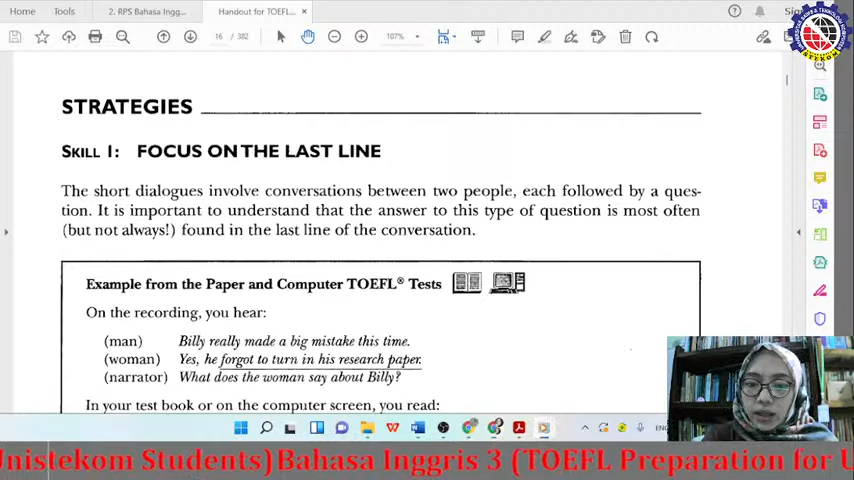 Home Tools 2. RPS Bahasa Ingg... Handout for TOEFL... ×
16 / 382 107%
STRATEGIES
SKILL 1: FOCUS ON THE LAST LINE
The short dialogues involve conversations between two people, each followed by a ques-
tion. It is important to understand that the answer to this type of question is most often
(but not always!) found in the last line of the conversation.
Example from the Paper and Computer TOEFL® Tests
On the recording, you hear:
(man) Billy really made a big mistake this time.
(woman) Yes, he forgot to turn in his research paper.
(narrator) What does the woman say about Billy?
In your test book or on the computer screen, you read:
Unistekom Students) Bahasa Inggris 3 (TOEFL Preparation for U
STEKOM